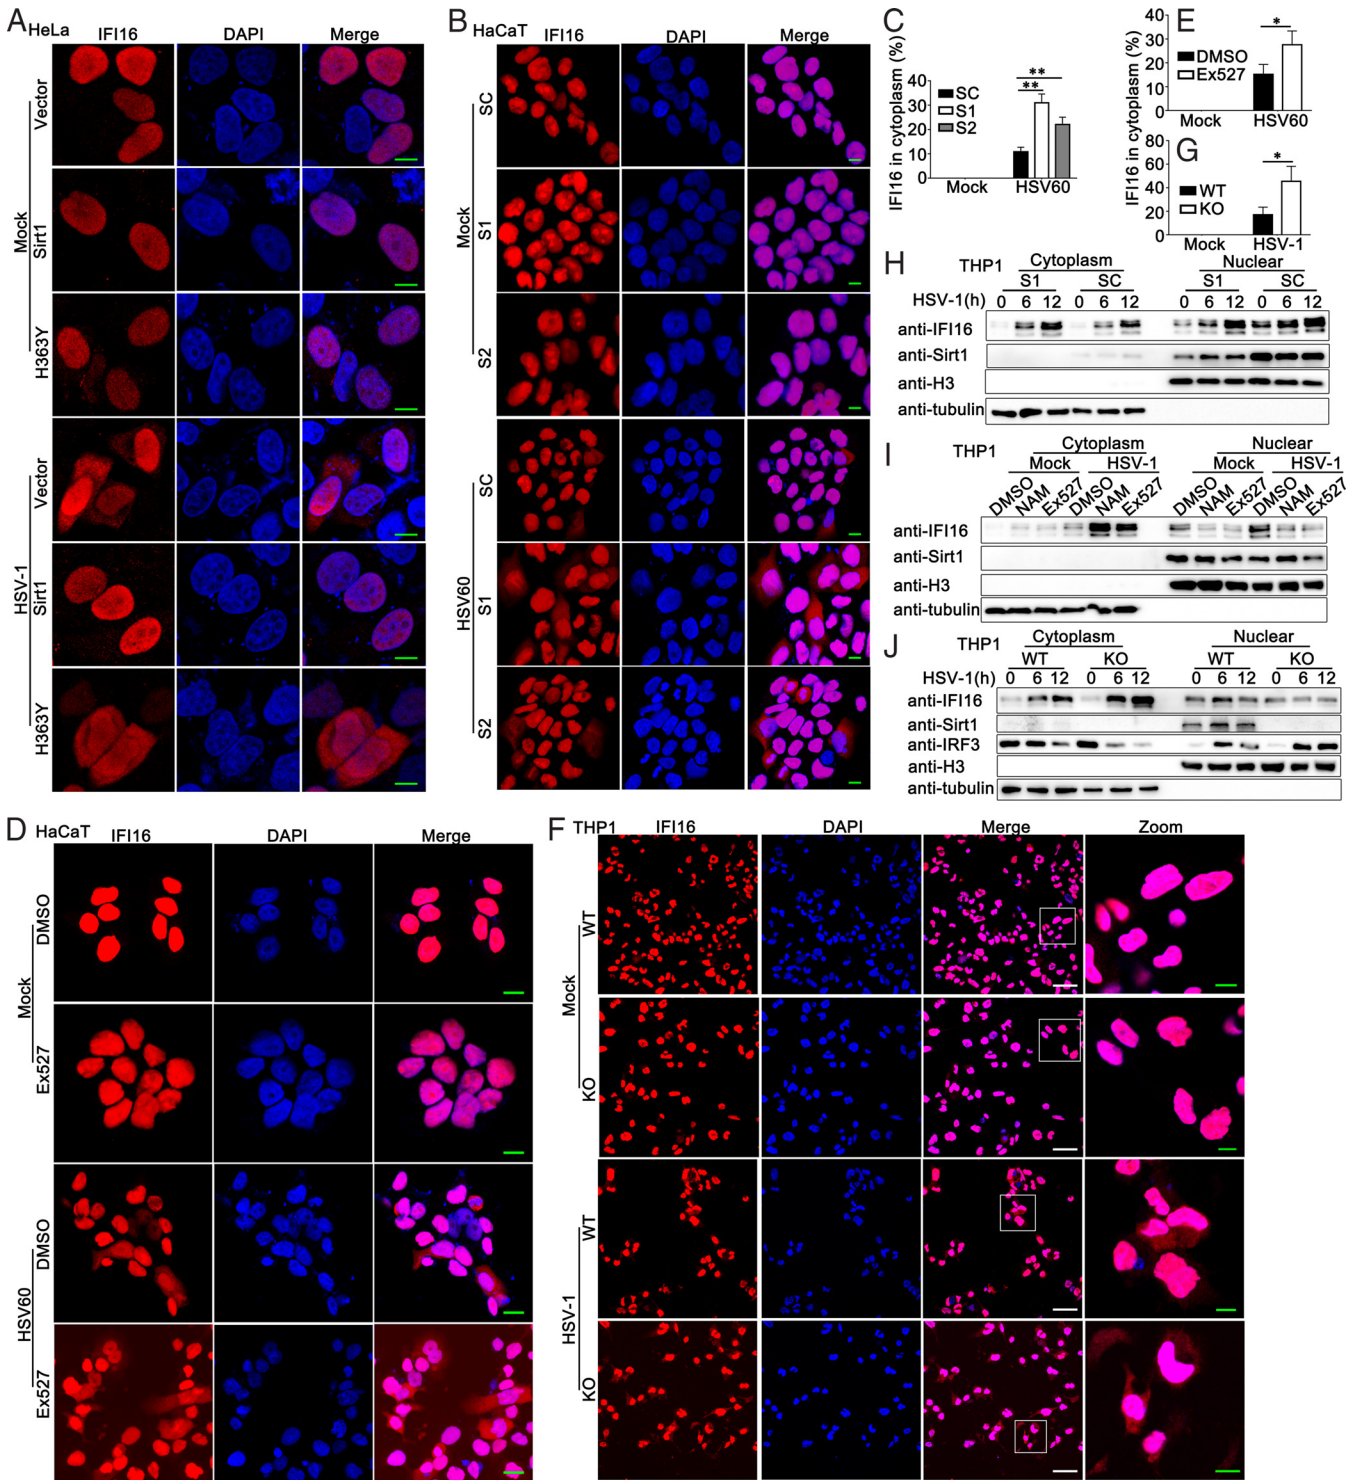 A HeLa
IFI16 DAPI Merge
Mock
Vector
Sirt1
H363Y
HSV-1
Vector
Sirt1
H363Y
B HaCaT
IFI16 DAPI Merge
Mock
SC
S1
S2
HSV60
SC
S1
S2
C
IFI16 in cytoplasm (%)
40
30
20
10
0
SC
S1
S2
**
**
Mock HSV60
E
IFI16 in cytoplasm (%)
40
30
20
10
0
DMSO
Ex527
*
Mock HSV60
G
80
60
40
20
0
WT
KO
*
Mock HSV-1
H THP1 Cytoplasm Nuclear
S1 SC S1 SC
HSV-1(h) 0 6 12 0 6 12 0 6 12 0 6 12
anti-IFI16
anti-Sirt1
anti-H3
anti-tubulin
I THP1 Cytoplasm Nuclear
Mock HSV-1 Mock HSV-1
DMSO NAM Ex527 DMSO NAM Ex527 DMSO NAM Ex527 DMSO NAM Ex527
anti-IFI16
anti-Sirt1
anti-H3
anti-tubulin
J THP1 Cytoplasm Nuclear
WT KO WT KO
HSV-1(h) 0 6 12 0 6 12 0 6 12 0 6 12
anti-IFI16
anti-Sirt1
anti-IRF3
anti-H3
anti-tubulin
D HaCaT
IFI16 DAPI Merge
Mock
DMSO
Ex527
HSV60
DMSO
Ex527
F THP1 IFI16 DAPI Merge Zoom
Mock
WT
KO
HSV-1
WT
KO